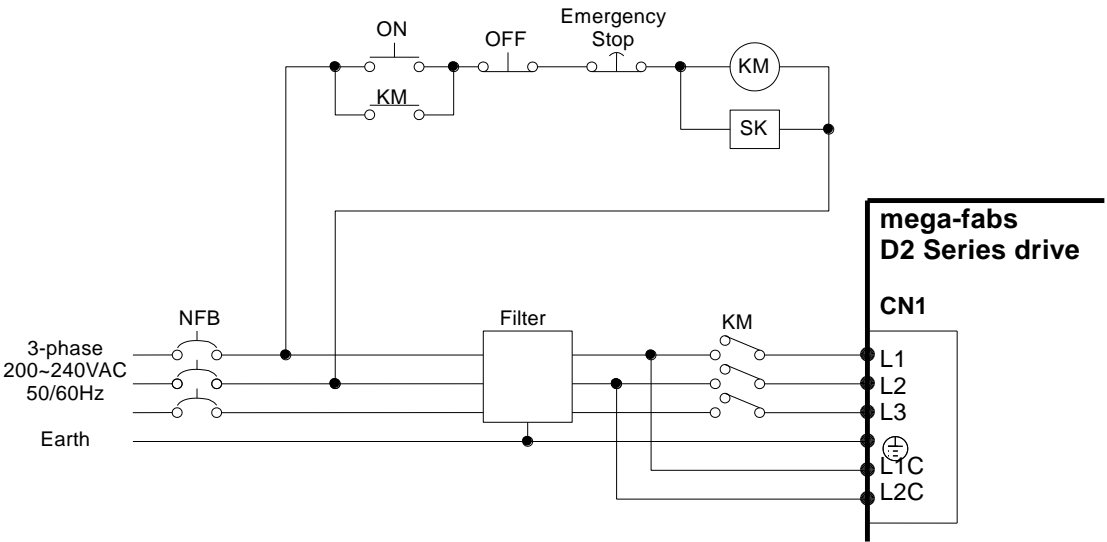 Emergency
Stop
ON
OFF
KM
KM
SK
mega-fabs
D2 Series drive
CN1
NFB
Filter
KM
3-phase
200~240VAC
50/60Hz
Earth
L1
L2
L3
L1C
L2C